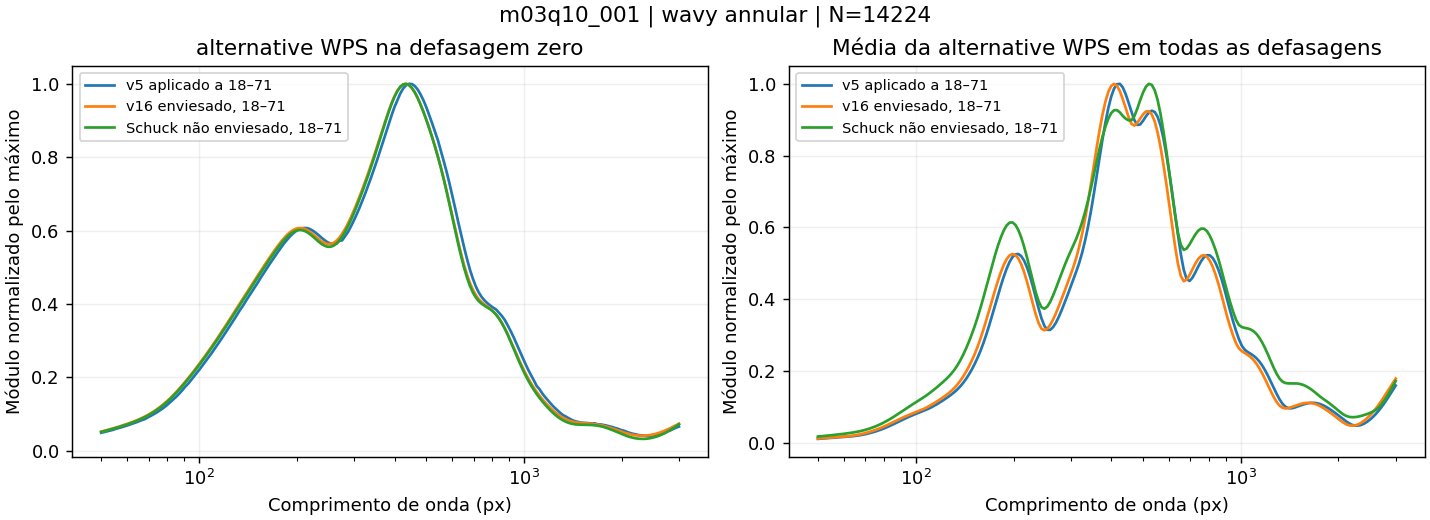 m03q10_001 | wavy annular | N=14224
alternative WPS na defasagem zero
Módulo normalizado pelo máximo
1.0
0.8
0.6
0.4
0.2
0.0
v5 aplicado a 18–71
v16 enviesado, 18–71
Schuck não enviesado, 18–71
10²
10³
Comprimento de onda (px)
Média da alternative WPS em todas as defasagens
Módulo normalizado pelo máximo
1.0
0.8
0.6
0.4
0.2
0.0
v5 aplicado a 18–71
v16 enviesado, 18–71
Schuck não enviesado, 18–71
10²
10³
Comprimento de onda (px)